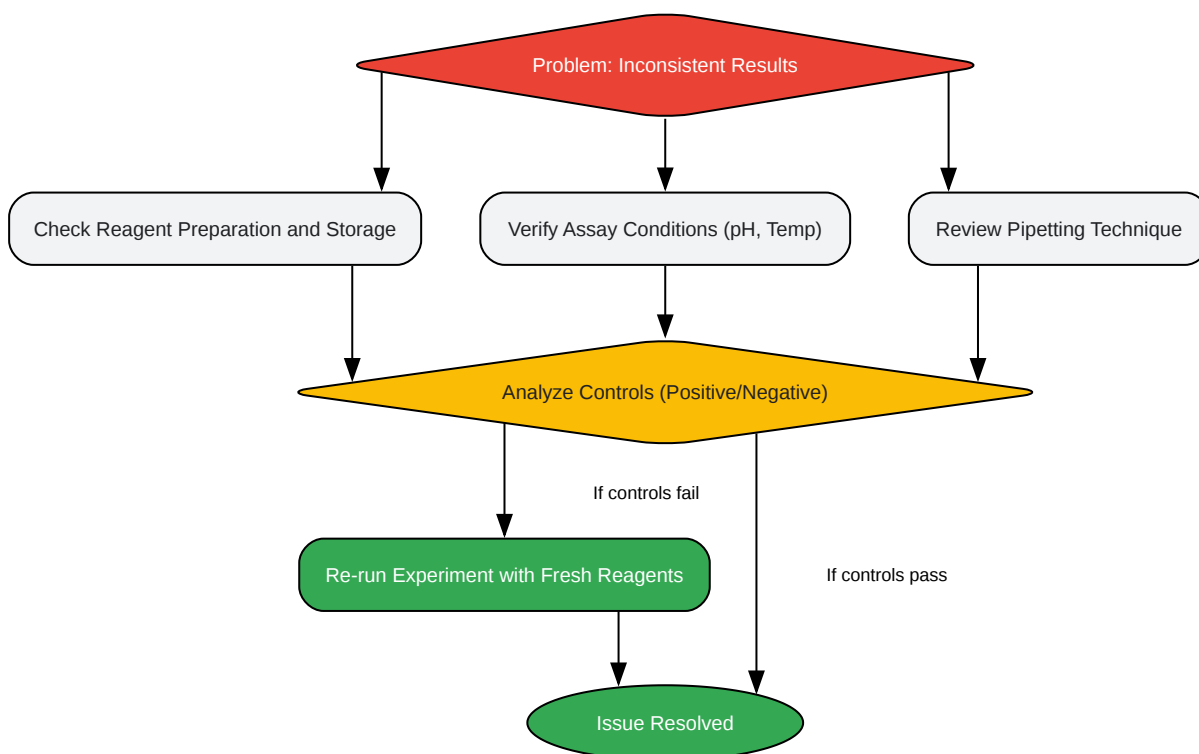 Problem: Inconsistent Results
Check Reagent Preparation and Storage
Verify Assay Conditions (pH, Temp)
Review Pipetting Technique
Analyze Controls (Positive/Negative)
If controls fail
Re-run Experiment with Fresh Reagents
If controls pass
Issue Resolved